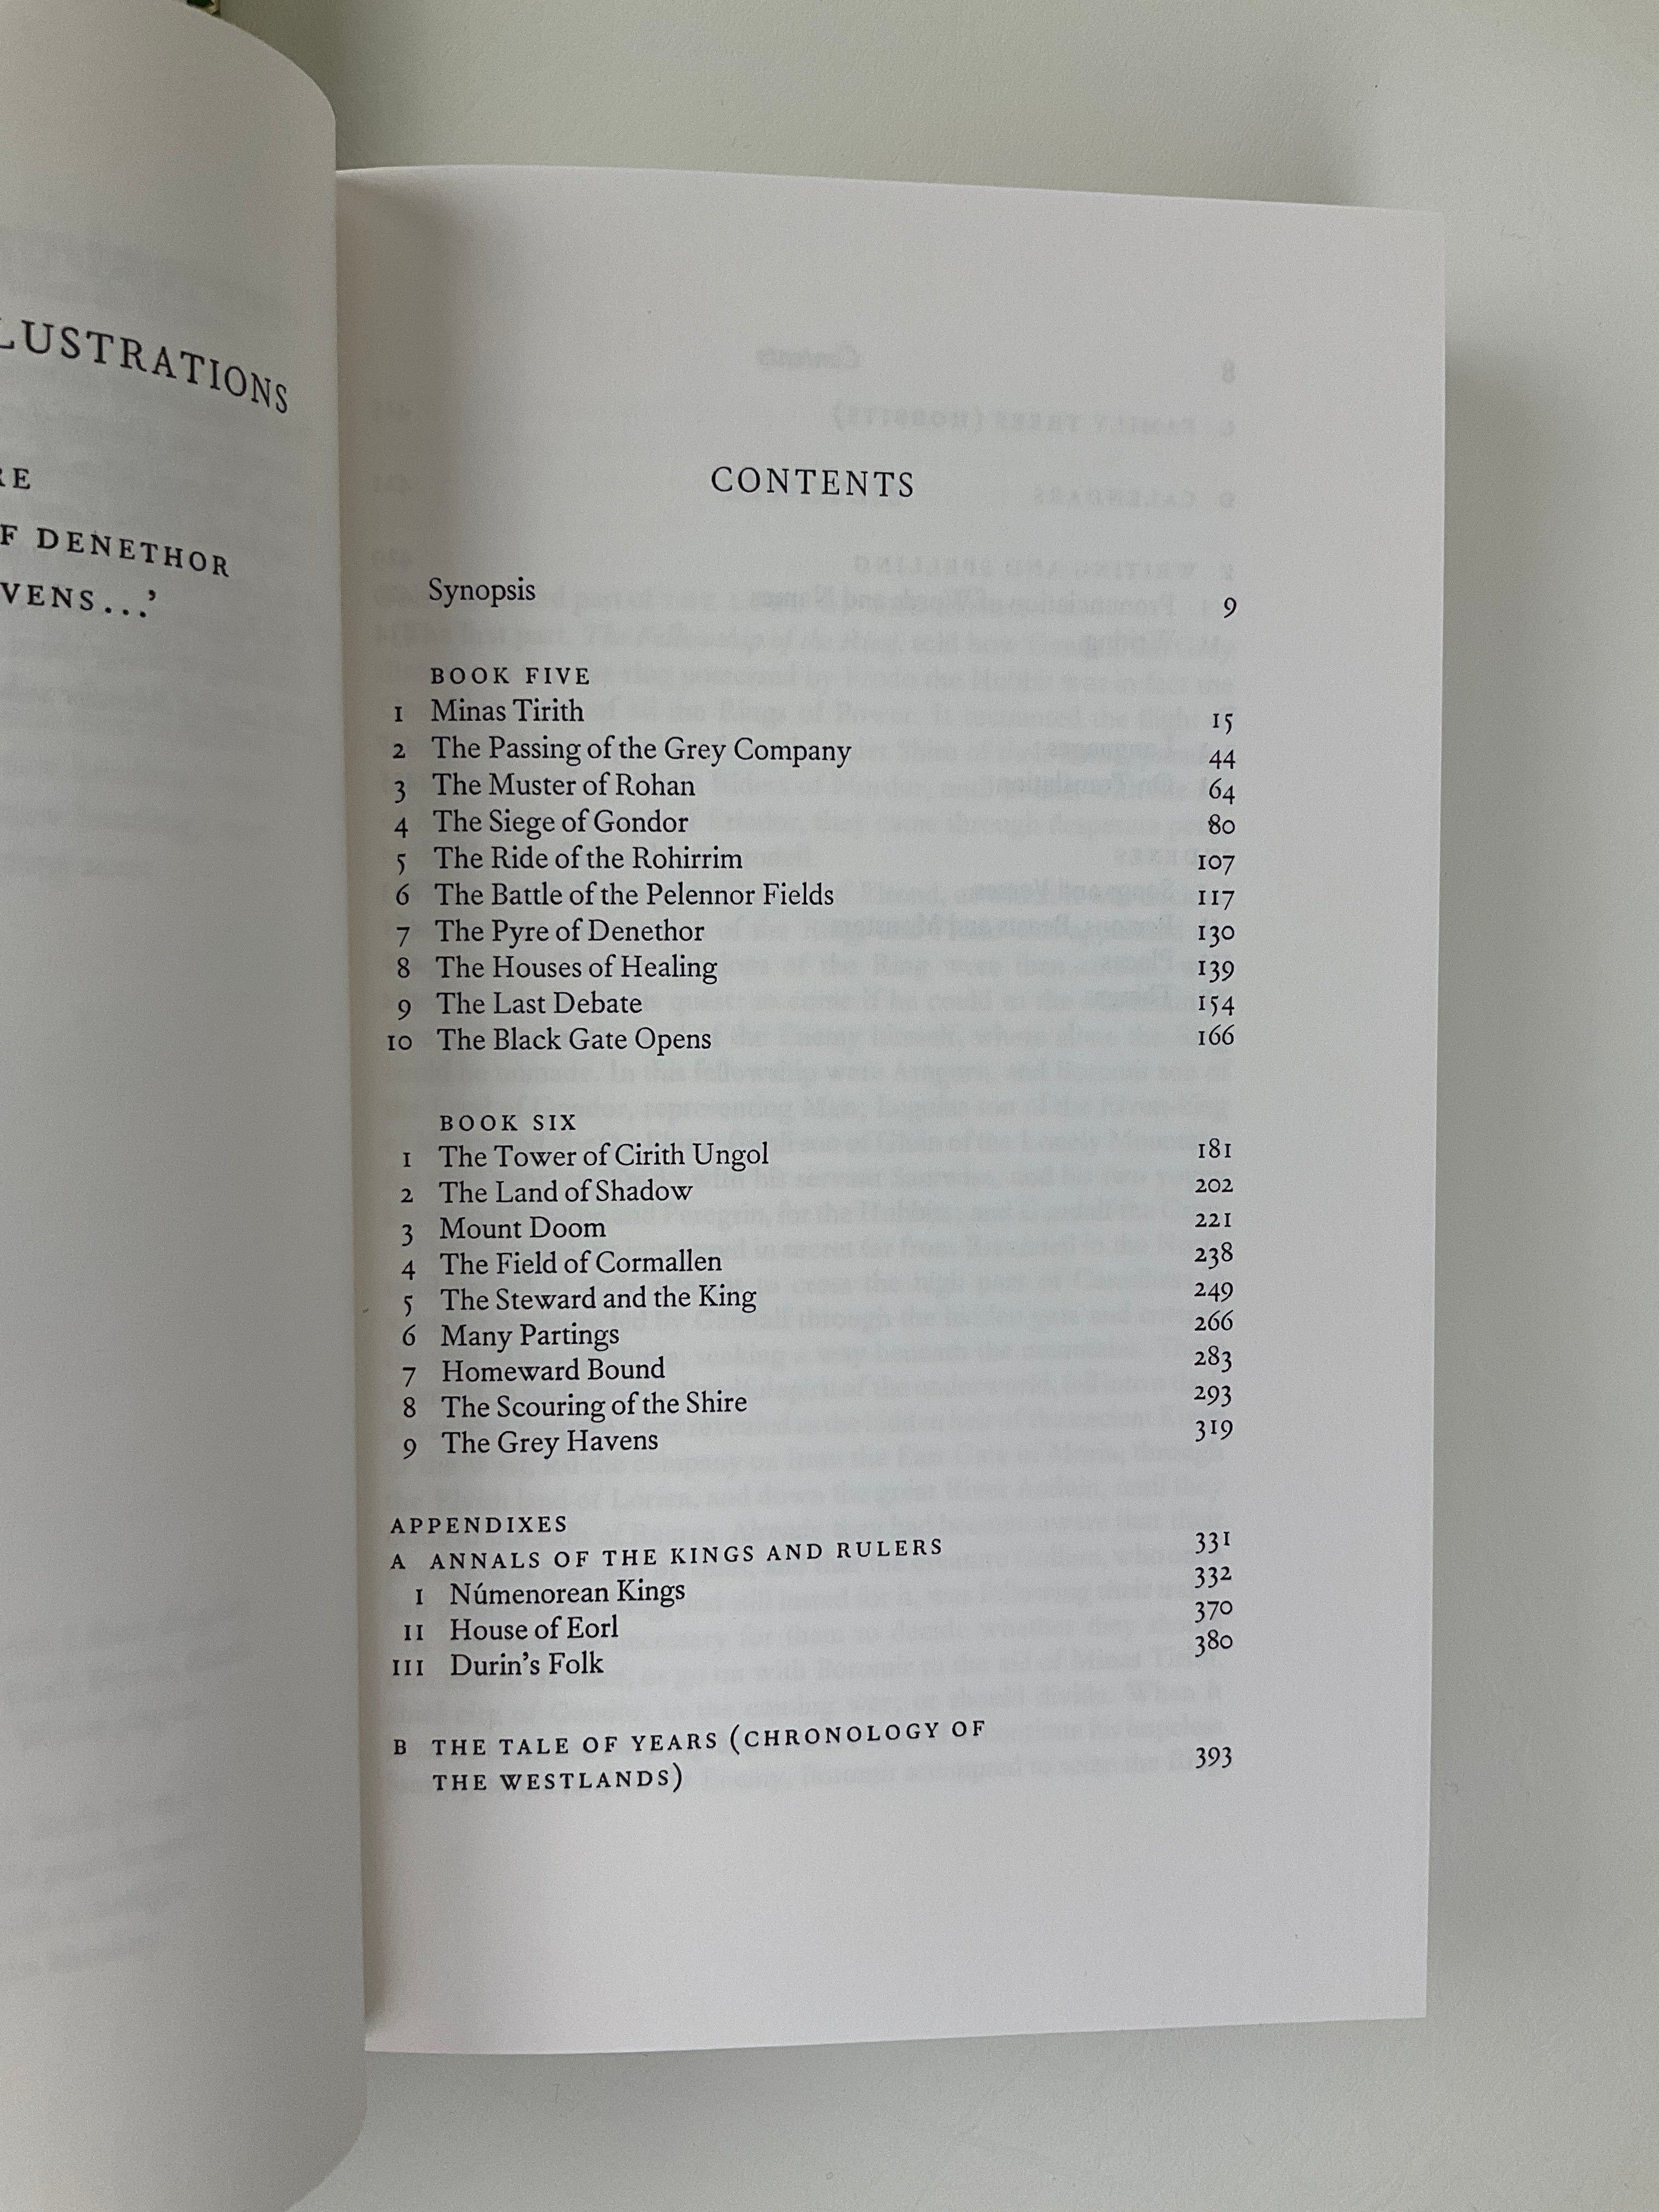 LUSTRATIONS
RE
F DENETHOR
VENS...’
CONTENTS
Synopsis 9
BOOK FIVE
1 Minas Tirith 15
2 The Passing of the Grey Company 44
3 The Muster of Rohan 64
4 The Siege of Gondor 80
5 The Ride of the Rohirrim 107
6 The Battle of the Pelennor Fields 117
7 The Pyre of Denethor 130
8 The Houses of Healing 139
9 The Last Debate 154
10 The Black Gate Opens 166
BOOK SIX
1 The Tower of Cirith Ungol 181
2 The Land of Shadow 202
3 Mount Doom 221
4 The Field of Cormallen 238
5 The Steward and the King 249
6 Many Partings 266
7 Homeward Bound 283
8 The Scouring of the Shire 293
9 The Grey Havens 319
APPENDIXES
A ANNALS OF THE KINGS AND RULERS 331
I Númenorean Kings 332
II House of Eorl 370
III Durin’s Folk 380
B THE TALE OF YEARS (CHRONOLOGY OF
THE WESTLANDS) 393